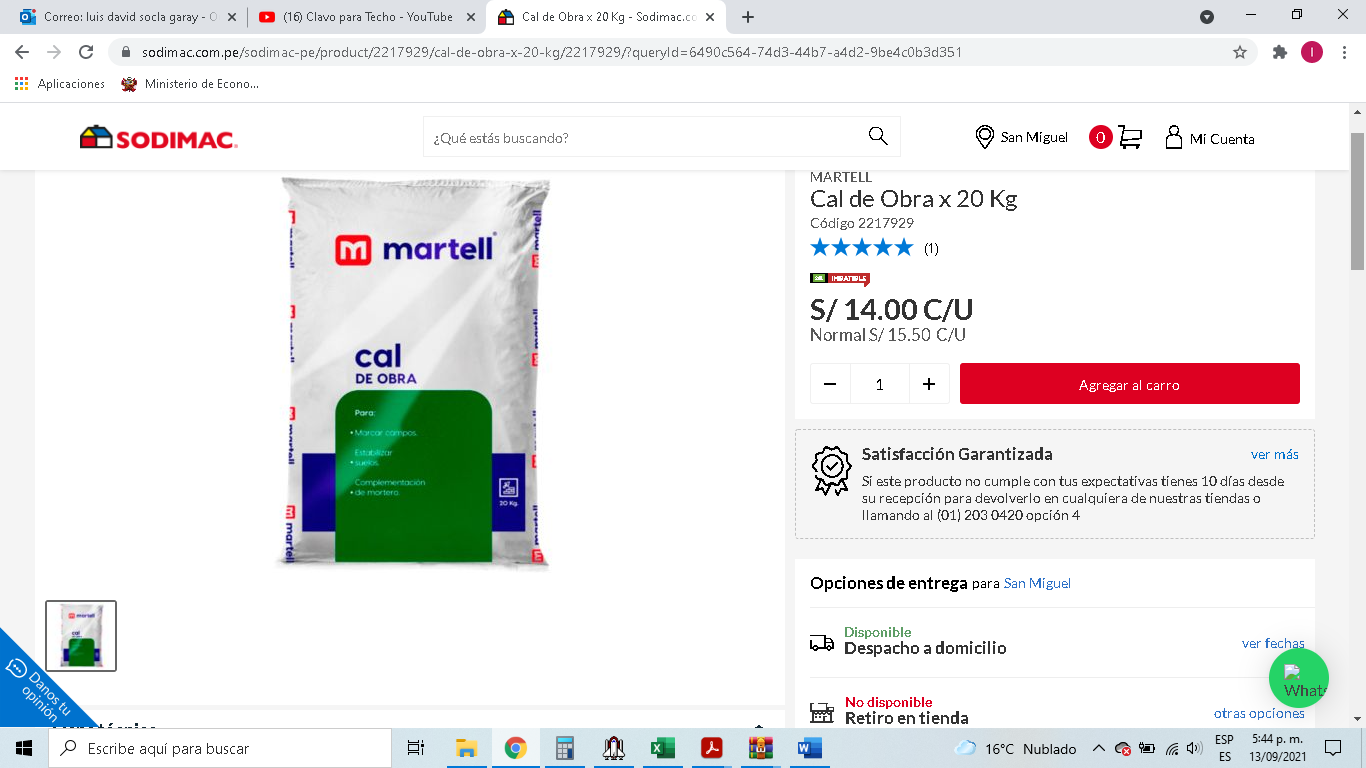 Correo: luis david socla garay - O
(16) Clavo para Techo - YouTube
Cal de Obra x 20 Kg - Sodimac.co
sodimac.com.pe/sodimac-pe/product/2217929/cal-de-obra-x-20-kg/2217929/?queryId=6490c564-74d3-44b7-a4d2-9be4c0b3d351
I
Aplicaciones
Ministerio de Econo...
SODIMAC
¿Qué estás buscando?
San Miguel
0
Mi Cuenta
martell
cal
DE OBRA
Para:
• Marcar campos.
Estabilizar
• suelos.
Complementación
• de mortero.
20 Kg.
martell
martell
martell
cal
MARTELL
Cal de Obra x 20 Kg
Código 2217929
(1)
IMBATIBLE
S/ 14.00 C/U
Normal S/ 15.50 C/U
1
Agregar al carro
Satisfacción Garantizada
ver más
Si este producto no cumple con tus expectativas tienes 10 días desde
su recepción para devolverlo en cualquiera de nuestras tiendas o
llamando al (01) 203 0420 opción 4
Opciones de entrega para San Miguel
Disponible
Despacho a domicilio
ver fechas
Whats
No disponible
Retiro en tienda
otras opciones
Danos tu
opinión
Escribe aquí para buscar
16°C Nublado
ESP
ES
5:44 p. m.
13/09/2021